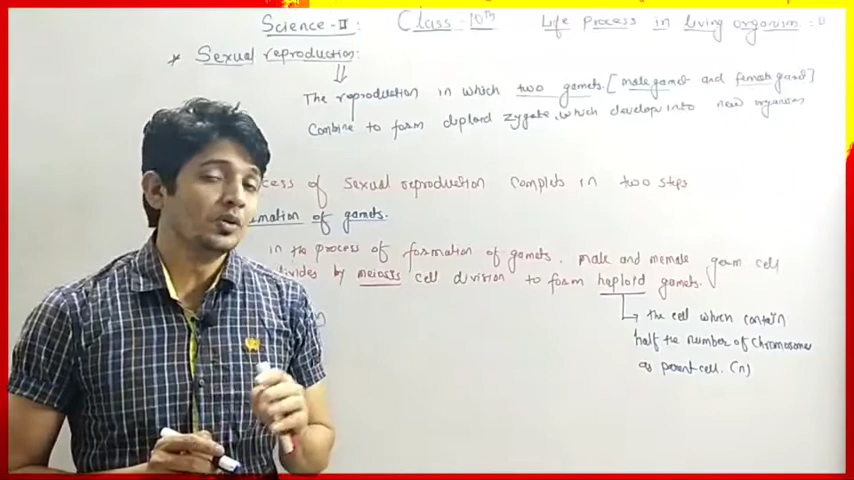 Science-II: Class-10th Life Process in living organism :
* Sexual reproduction:
The reproduction in which two gamets [male gamet and female gamet]
Combine to form diploid zygote, which develop into new organism
cess of sexual reproduction complets in two steps
mation of gamets.
in the process of formation of gamets. male and memale germ cell
divides by meiosis cell division to form haploid gamets.
the cell which contain
half the number of chromosomes
as parent cell. (n)